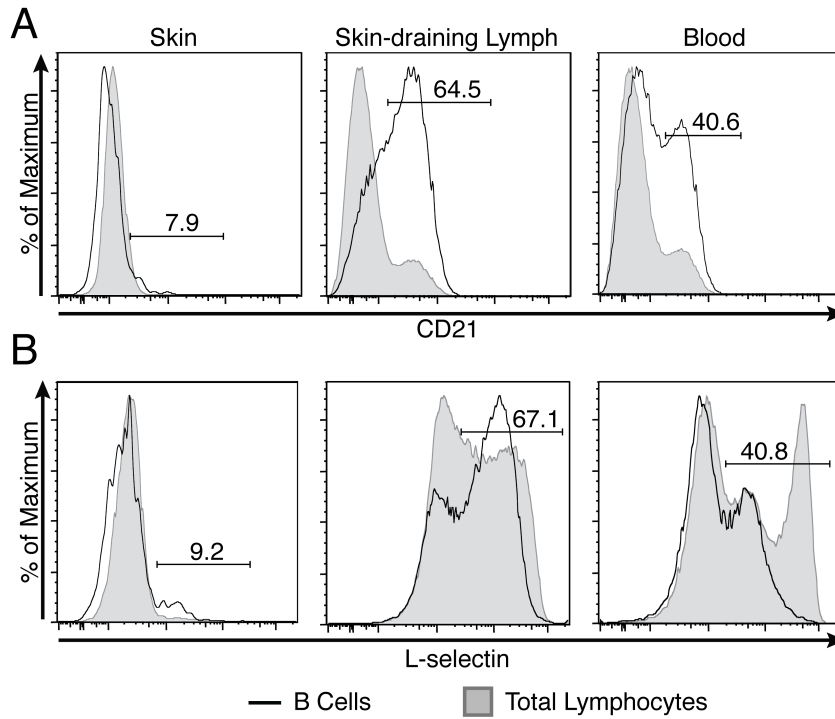 A
Skin
Skin-draining Lymph
Blood
% of Maximum
7.9
64.5
40.6
CD21
B
% of Maximum
9.2
67.1
40.8
L-selectin
B Cells
Total Lymphocytes